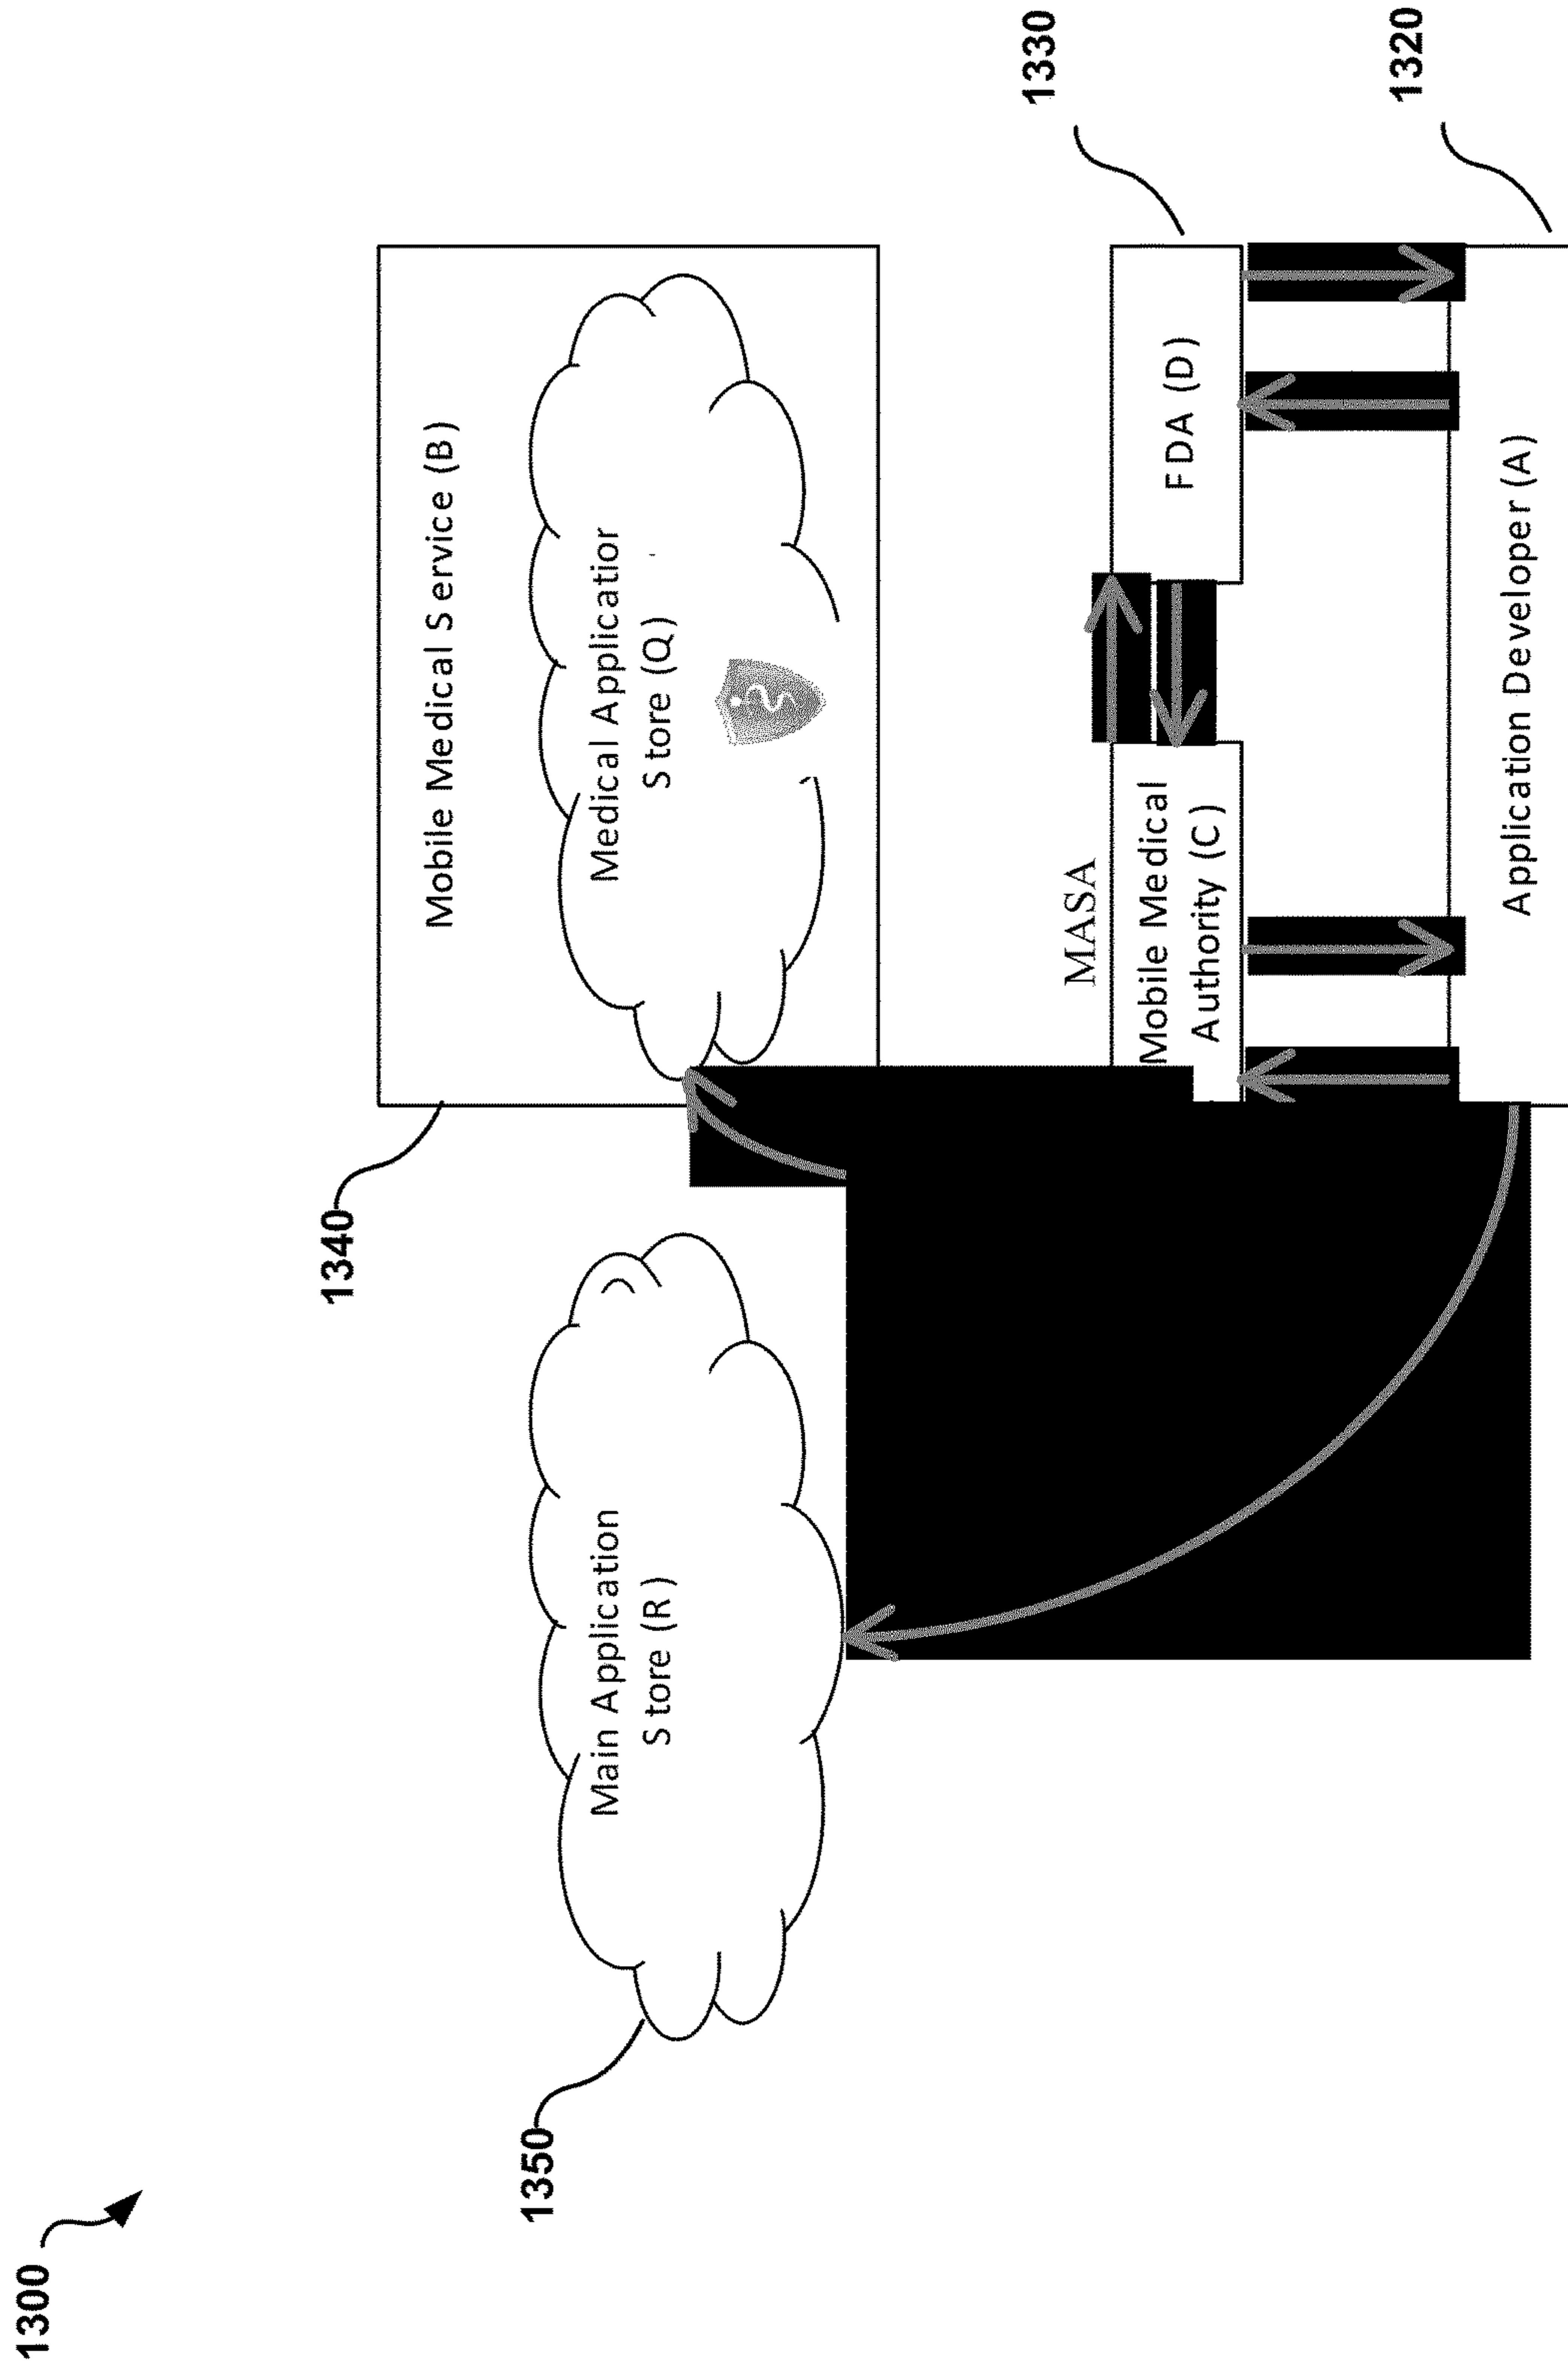 1300
1340
Mobile Medical Service (B)
1350
Main Application
Store (R)
Medical Applicatior
Store (Q)
MASA
1330
Mobile Medical
Authority (C)
FDA (D)
1320
Application Developer (A)